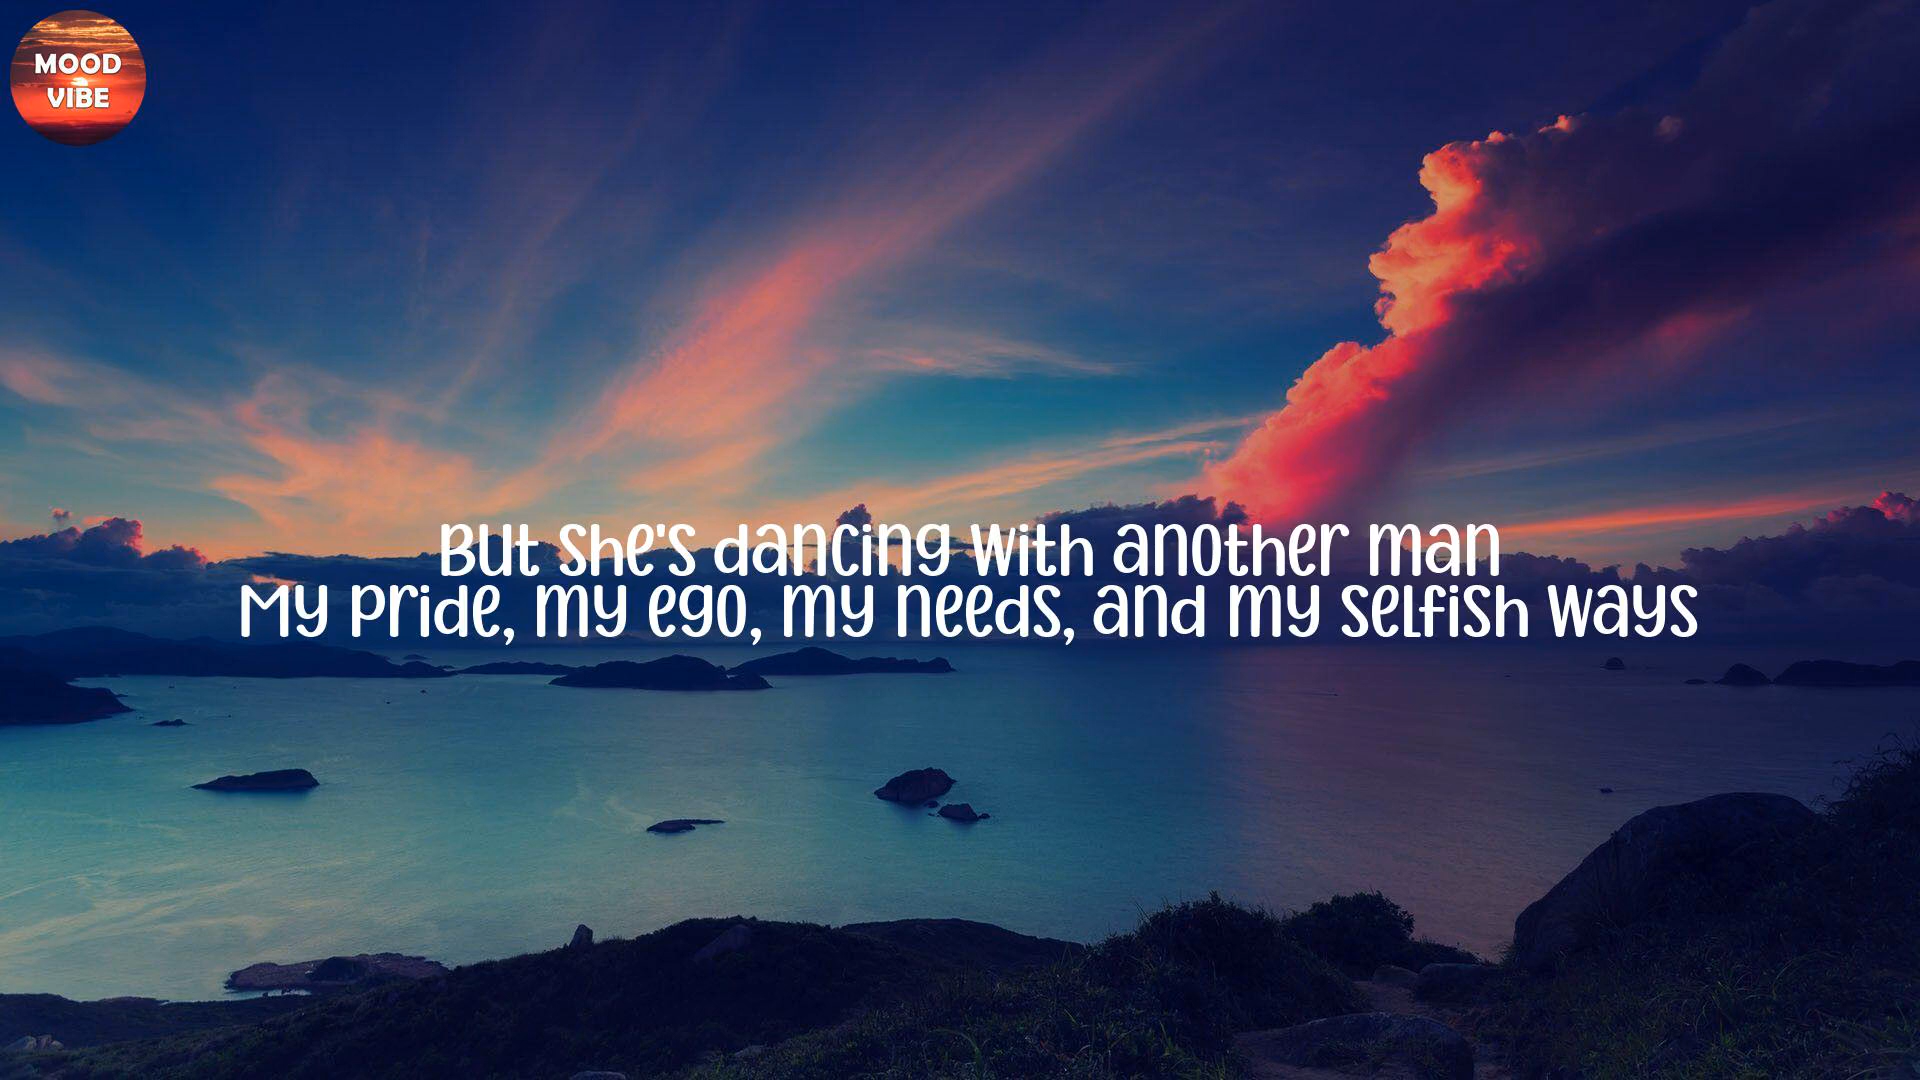 MOOD
VIBE
But she's dancing with another man
My pride, my ego, my needs, and my selfish ways